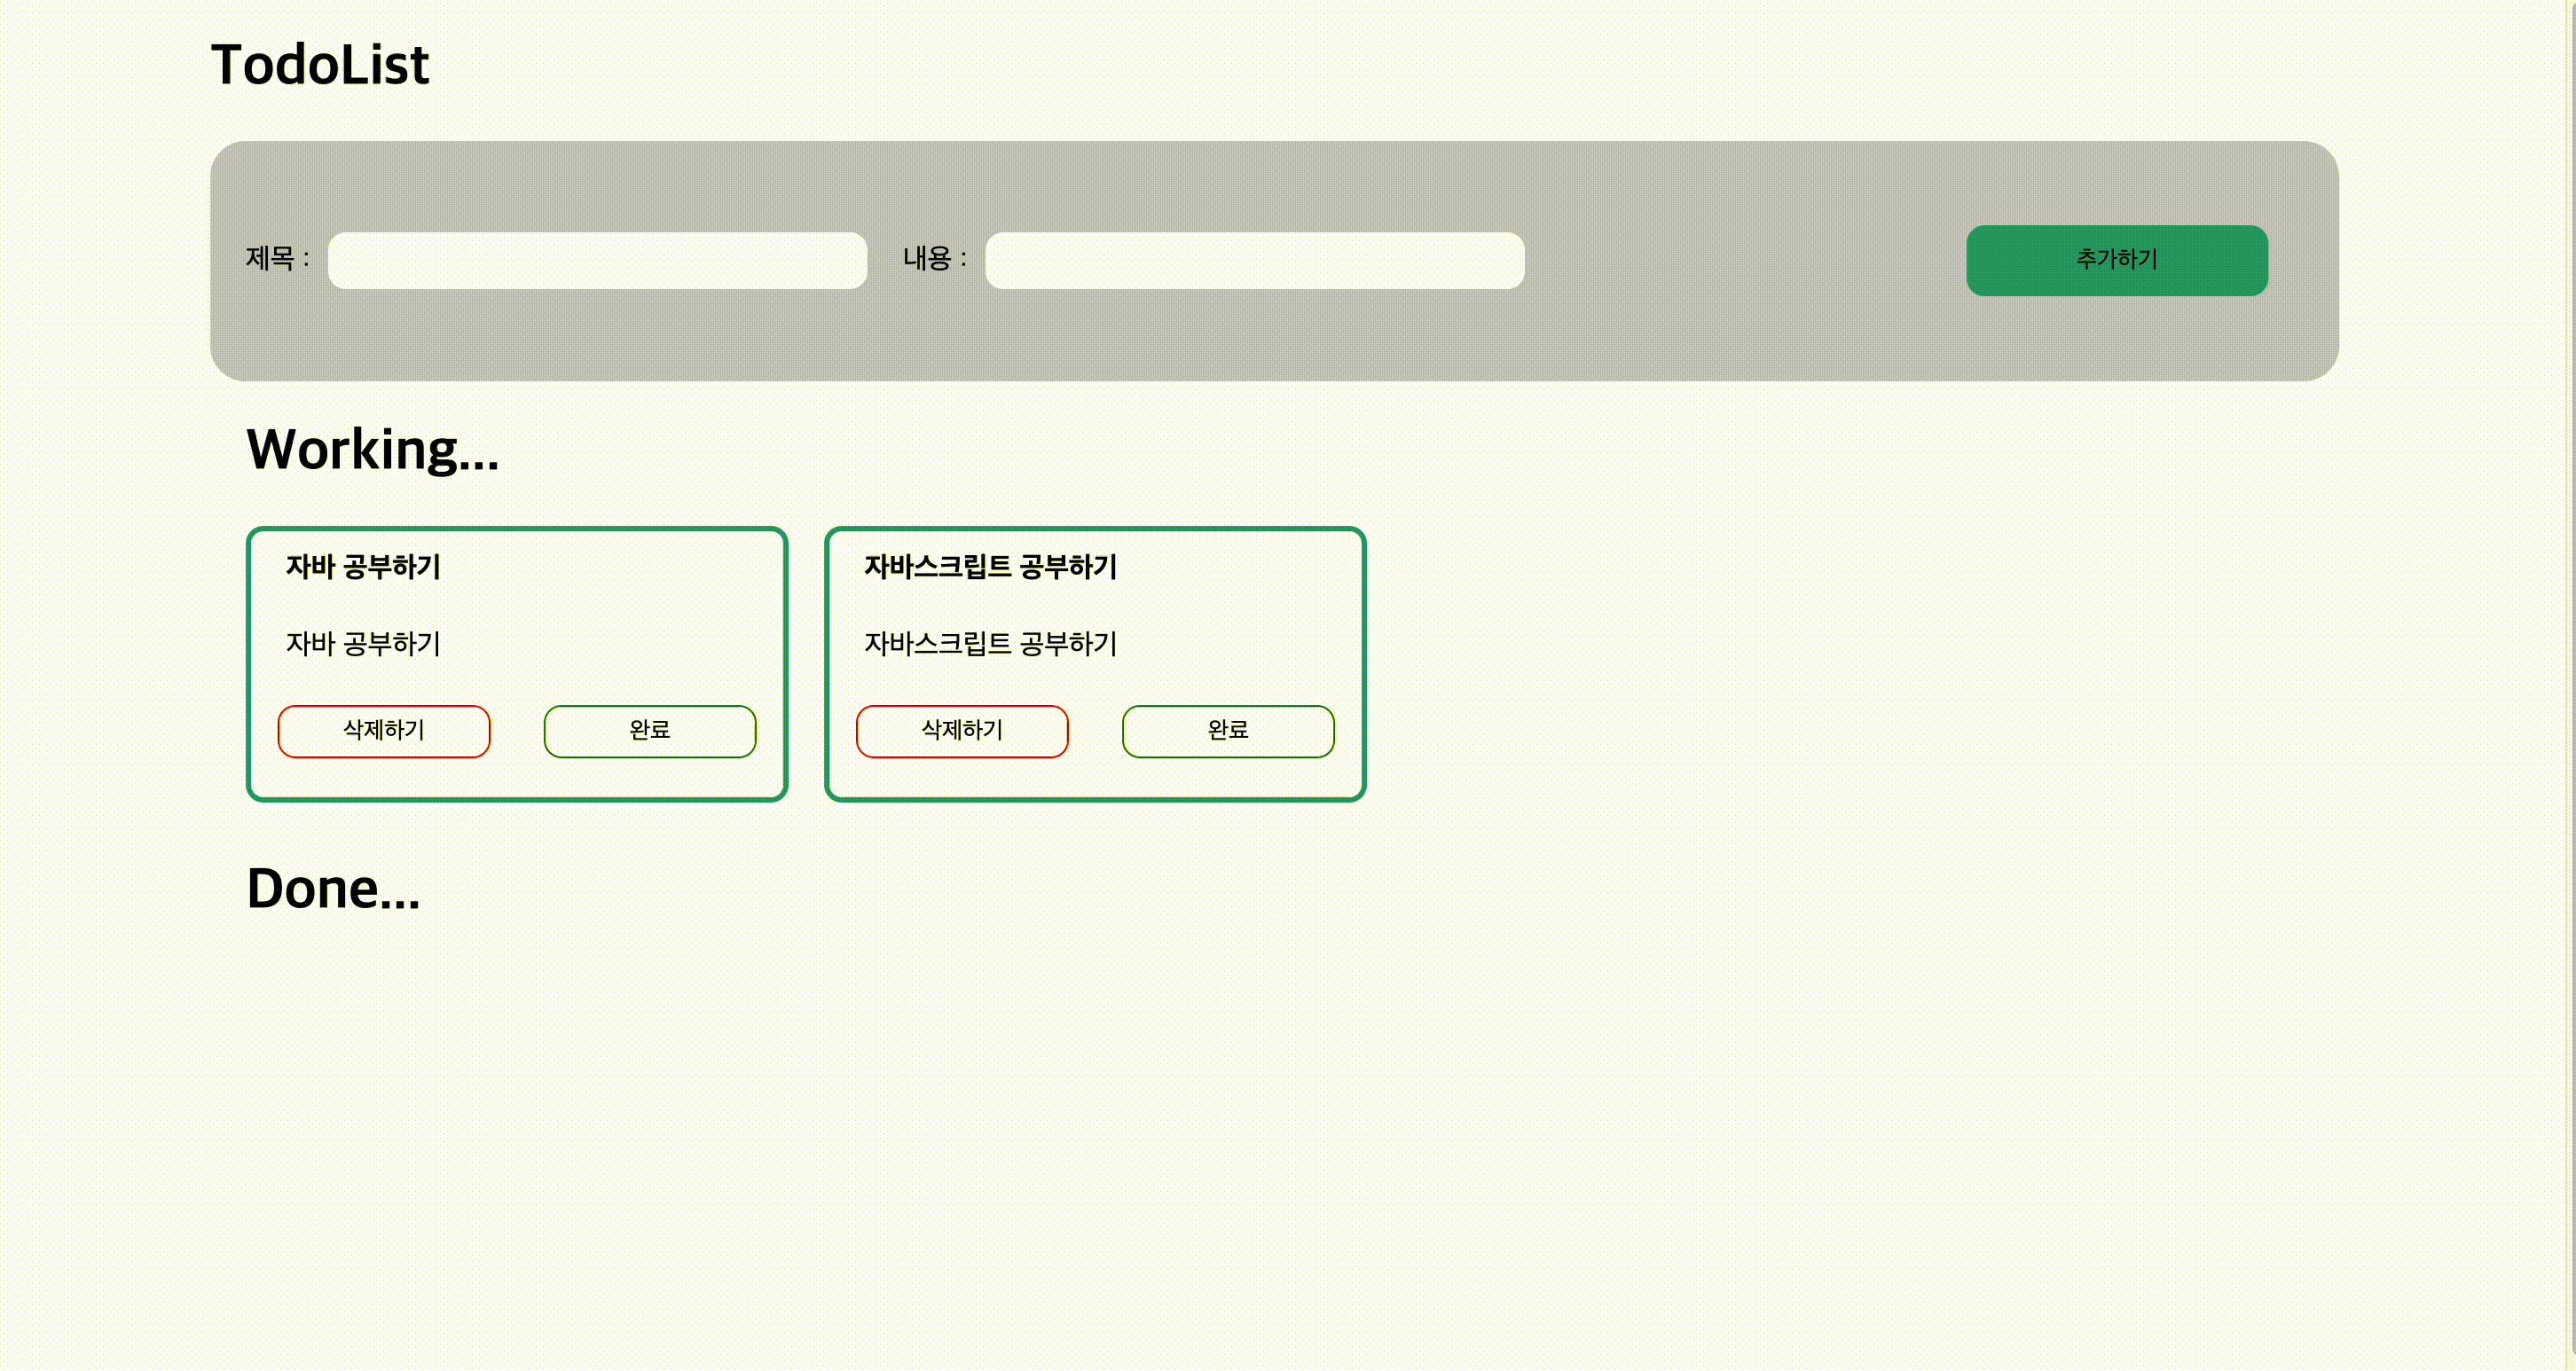 TodoList
제목 : 내용 : 추가하기
Working...
자바 공부하기
자바 공부하기
삭제하기 완료
자바스크립트 공부하기
자바스크립트 공부하기
삭제하기 완료
Done...